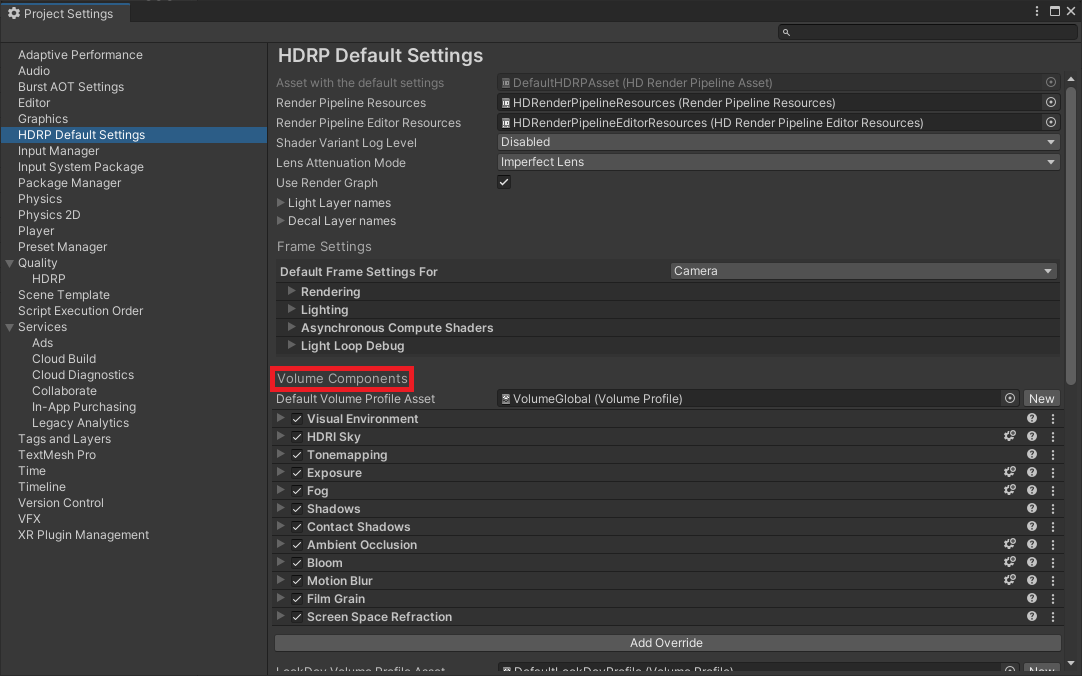 Project Settings
Adaptive Performance
Audio
Burst AOT Settings
Editor
Graphics
HDRP Default Settings
Input Manager
Input System Package
Package Manager
Physics
Physics 2D
Player
Preset Manager
Quality
HDRP
Scene Template
Script Execution Order
Services
Ads
Cloud Build
Cloud Diagnostics
Collaborate
In-App Purchasing
Legacy Analytics
Tags and Layers
TextMesh Pro
Time
Timeline
Version Control
VFX
XR Plugin Management
HDRP Default Settings
Asset with the default settings DefaultHDRPAsset (HD Render Pipeline Asset)
Render Pipeline Resources HDRenderPipelineResources (Render Pipeline Resources)
Render Pipeline Editor Resources HDRenderPipelineEditorResources (HD Render Pipeline Editor Resources)
Shader Variant Log Level Disabled
Lens Attenuation Mode Imperfect Lens
Use Render Graph
Light Layer names
Decal Layer names
Frame Settings
Default Frame Settings For Camera
Rendering
Lighting
Asynchronous Compute Shaders
Light Loop Debug
Volume Components
Default Volume Profile Asset VolumeGlobal (Volume Profile) New
Visual Environment
HDRI Sky
Tonemapping
Exposure
Fog
Shadows
Contact Shadows
Ambient Occlusion
Bloom
Motion Blur
Film Grain
Screen Space Refraction
Add Override
LookDev Volume Profile Asset DefaultLookDevProfile (Volume Profile) New